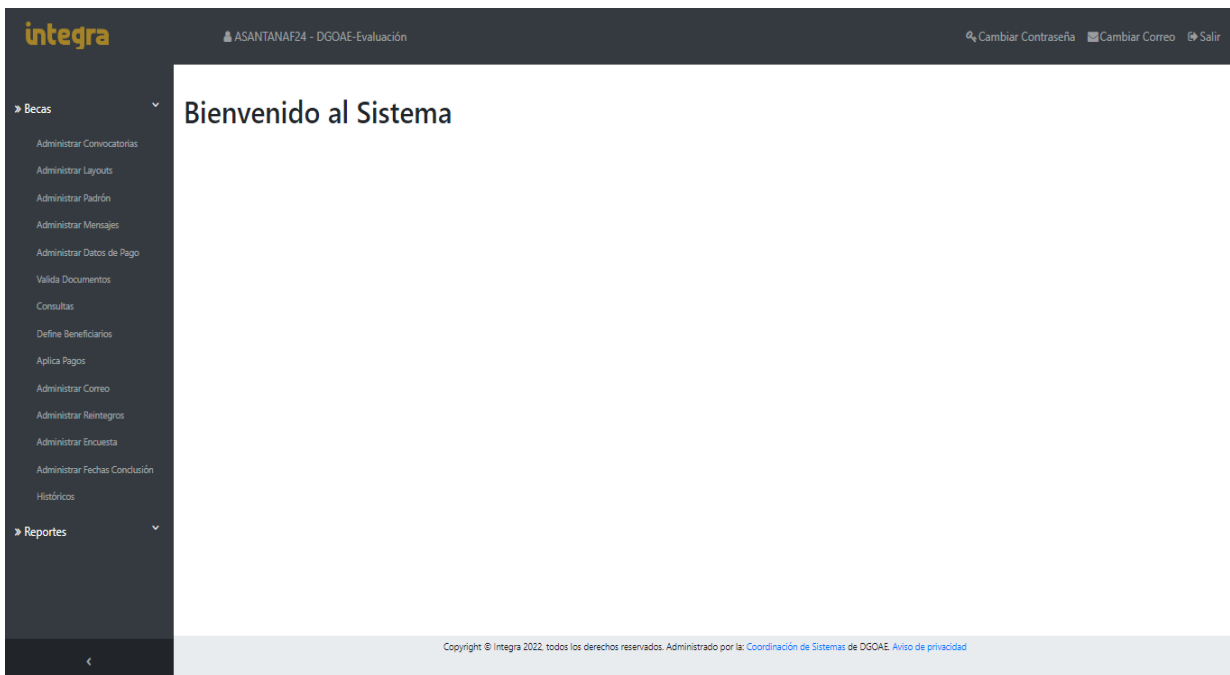 integra
ASANTANAF24 - DGOAE-Evaluación
Cambiar Contraseña Cambiar Correo Salir
» Becas
Administrar Convocatorias
Administrar Layouts
Administrar Padrón
Administrar Mensajes
Administrar Datos de Pago
Valida Documentos
Consultas
Define Beneficiarios
Aplica Pagos
Administrar Correo
Administrar Reintegros
Administrar Encuesta
Administrar Fechas Conclusión
Históricos
» Reportes
Bienvenido al Sistema
Copyright © Integra 2022, todos los derechos reservados. Administrado por la: Coordinación de Sistemas de DGOAE. Aviso de privacidad